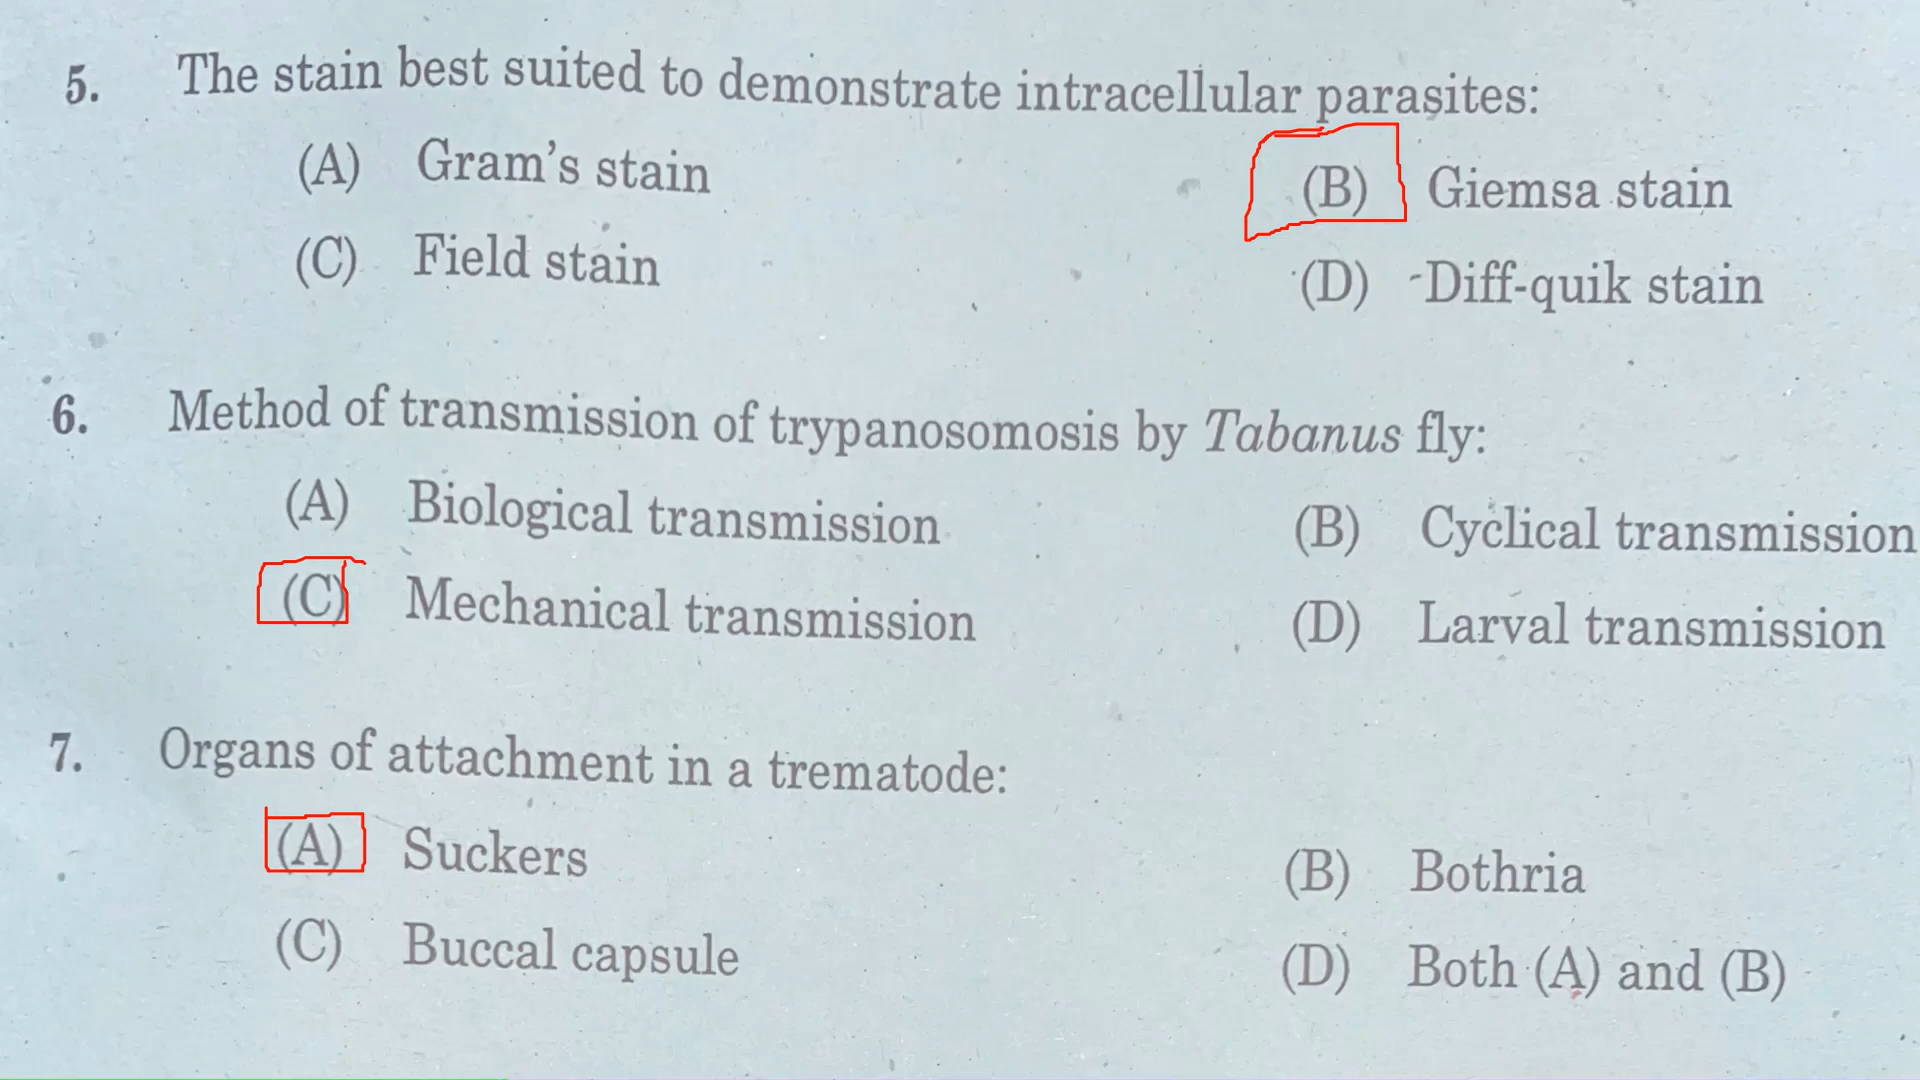 5. The stain best suited to demonstrate intracellular parasites:
(A) Gram's stain (B) Giemsa stain
(C) Field stain (D) Diff-quik stain
6. Method of transmission of trypanosomosis by Tabanus fly:
(A) Biological transmission (B) Cyclical transmission
(C) Mechanical transmission (D) Larval transmission
7. Organs of attachment in a trematode:
(A) Suckers (B) Bothria
(C) Buccal capsule (D) Both (A) and (B)